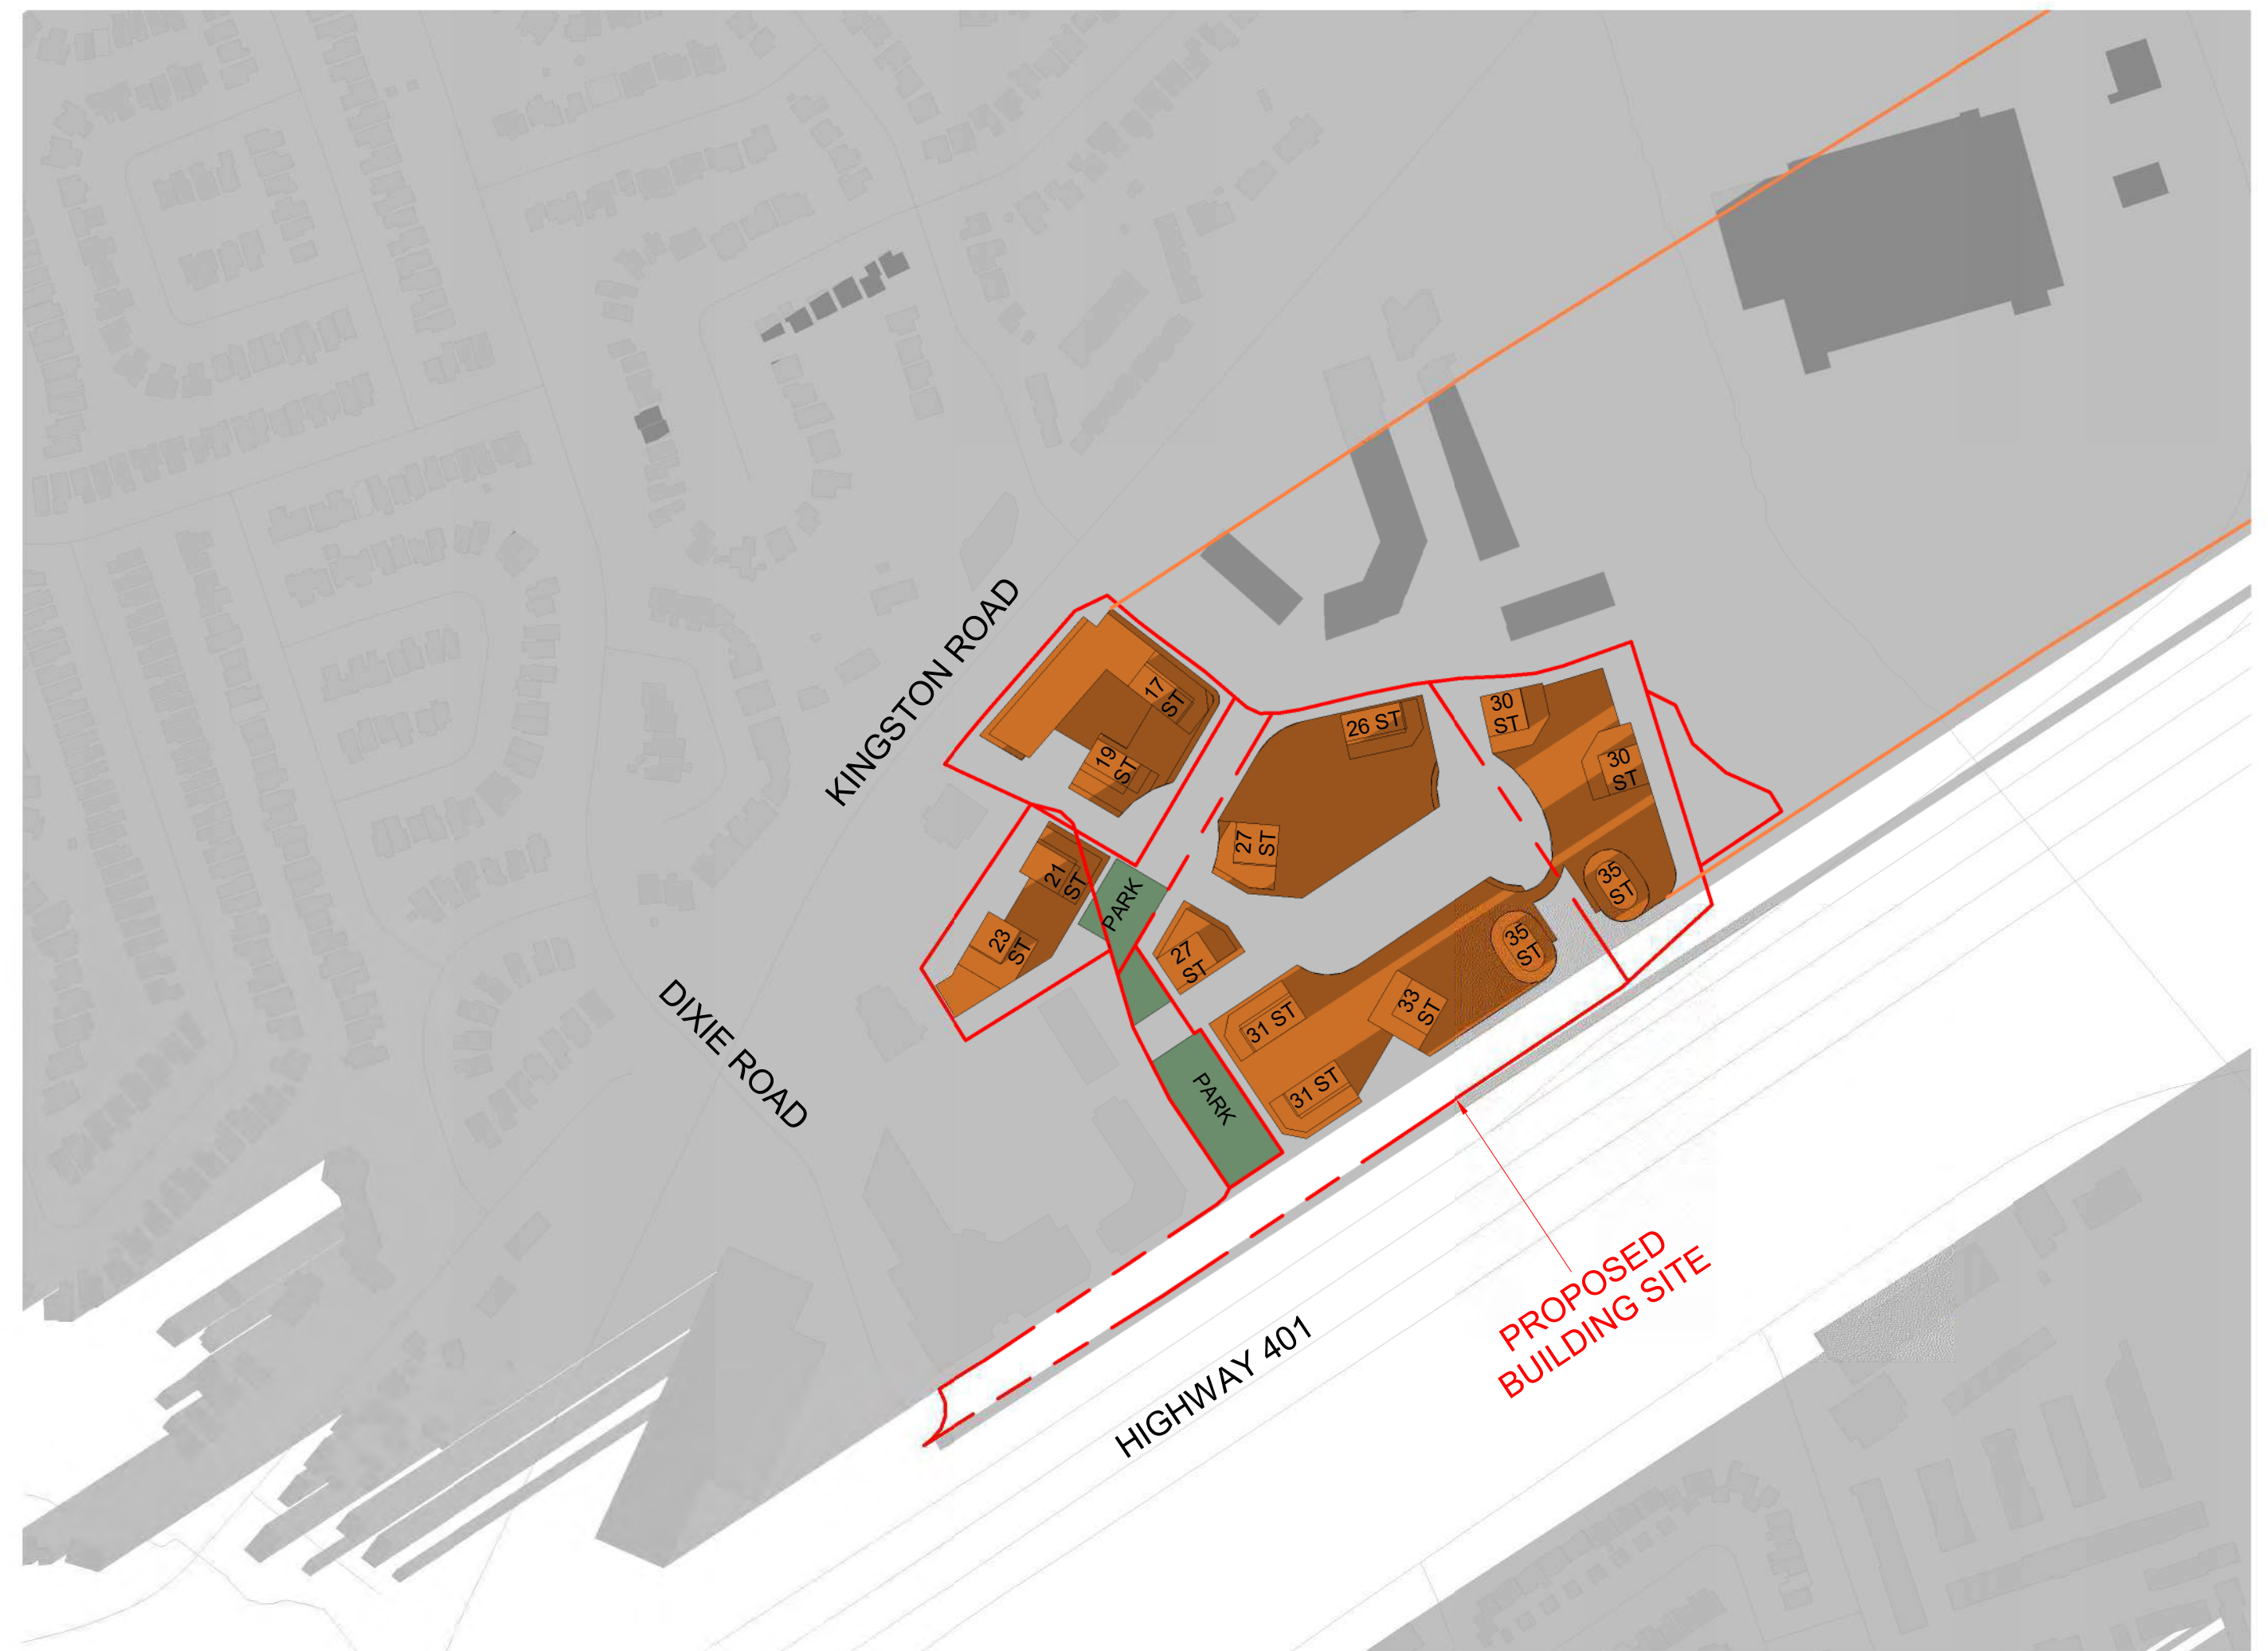 KINGSTON ROAD
17
ST
19
ST
26 ST
30
ST
30
ST
27
ST
21
ST
35
ST
PARK
23
ST
27
ST
35
ST
33
ST
31 ST
31 ST
PARK
DIXIE ROAD
HIGHWAY 401
PROPOSED
BUILDING SITE